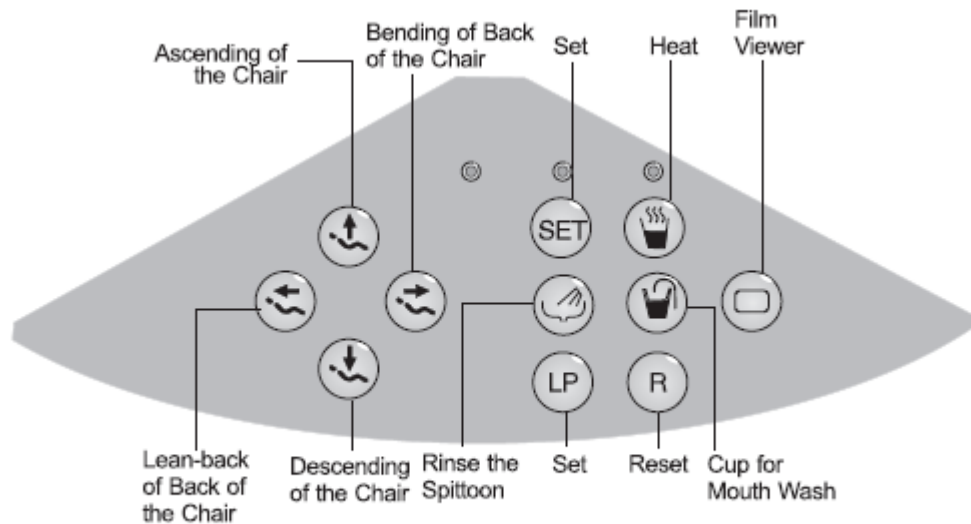 Ascending of
the Chair
Bending of Back
of the Chair
Set
Heat
Film
Viewer
SET
LP
R
Lean-back
of Back of
the Chair
Descending
of the Chair
Rinse the
Spittoon
Set
Reset
Cup for
Mouth Wash